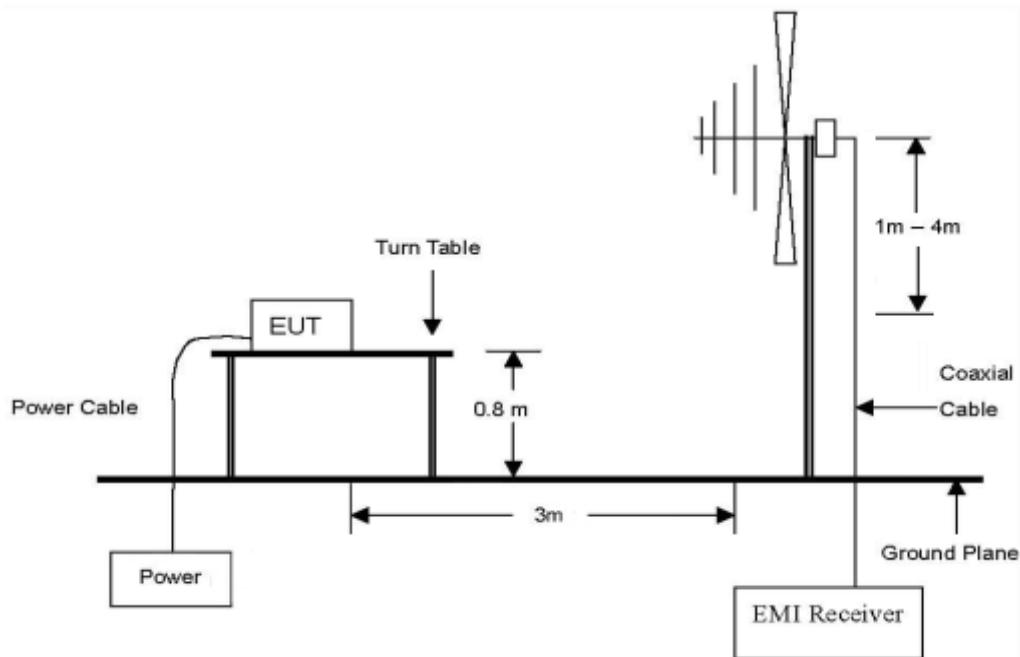 1m – 4m
Turn Table
EUT
Coaxial
Cable
Power Cable
0.8 m
3m
Ground Plane
Power
EMI Receiver